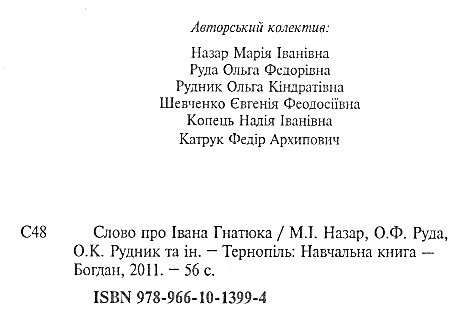 Авторський колектив:
Назар Марія Іванівна
Руда Ольга Федорівна
Рудник Ольга Кіндратівна
Шевченко Євгенія Феодосіївна
Копець Надія Іванівна
Катрук Федір Архипович
С48 Слово про Івана Гнатюка / М.І. Назар, О.Ф. Руда,
О.К. Рудник та ін. – Тернопіль: Навчальна книга –
Богдан, 2011. – 56 с.
ISBN 978-966-10-1399-4